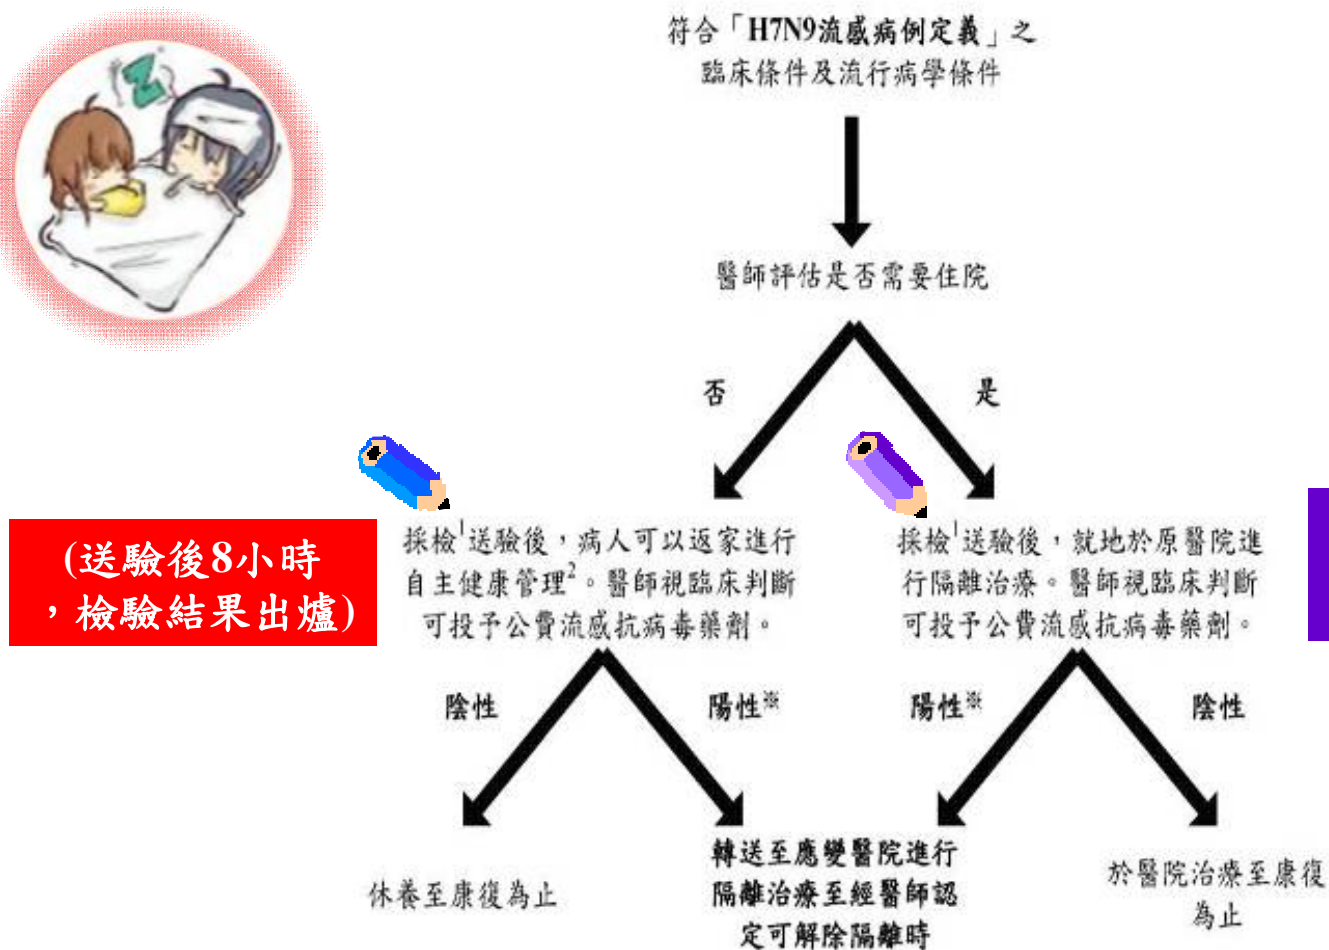 符合「H7N9流感病例定義」之
臨床條件及流行病學條件
醫師評估是否需要住院
否
是
(送驗後8小時
，檢驗結果出爐)
採檢1送驗後，病人可以返家進行
自主健康管理2。醫師視臨床判斷
可投予公費流感抗病毒藥劑。
採檢1送驗後，就地於原醫院進
行隔離治療。醫師視臨床判斷
可投予公費流感抗病毒藥劑。
陰性
陽性※
陽性※
陰性
休養至康復為止
轉送至應變醫院進行
隔離治療至經醫師認
定可解除隔離時
於醫院治療至康復
為止
Z